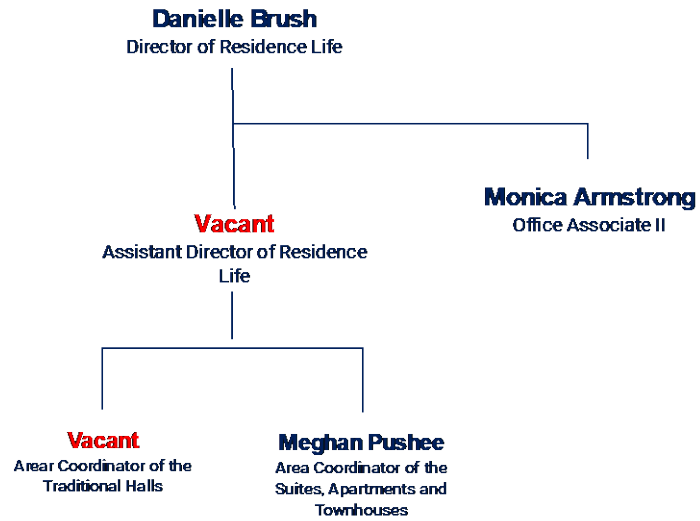 Danielle Brush
Director of Residence Life
Monica Armstrong
Office Associate II
Vacant
Assistant Director of Residence
Life
Vacant
Arear Coordinator of the
Traditional Halls
Meghan Pushee
Area Coordinator of the
Suites, Apartments and
Townhouses